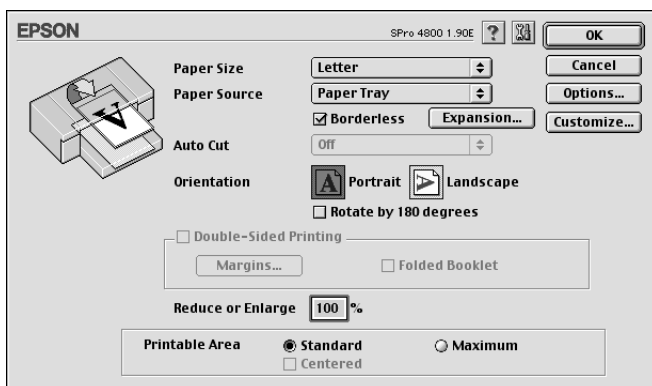 EPSON
SPro 4800 1.90E ? OK
Paper Size Letter Cancel
Paper Source Paper Tray Options...
Borderless Expansion... Customize...
Auto Cut Off
Orientation A Portrait A Landscape
Rotate by 180 degrees
Double-Sided Printing
Margins... Folded Booklet
Reduce or Enlarge 100 %
Printable Area Standard Maximum
Centered